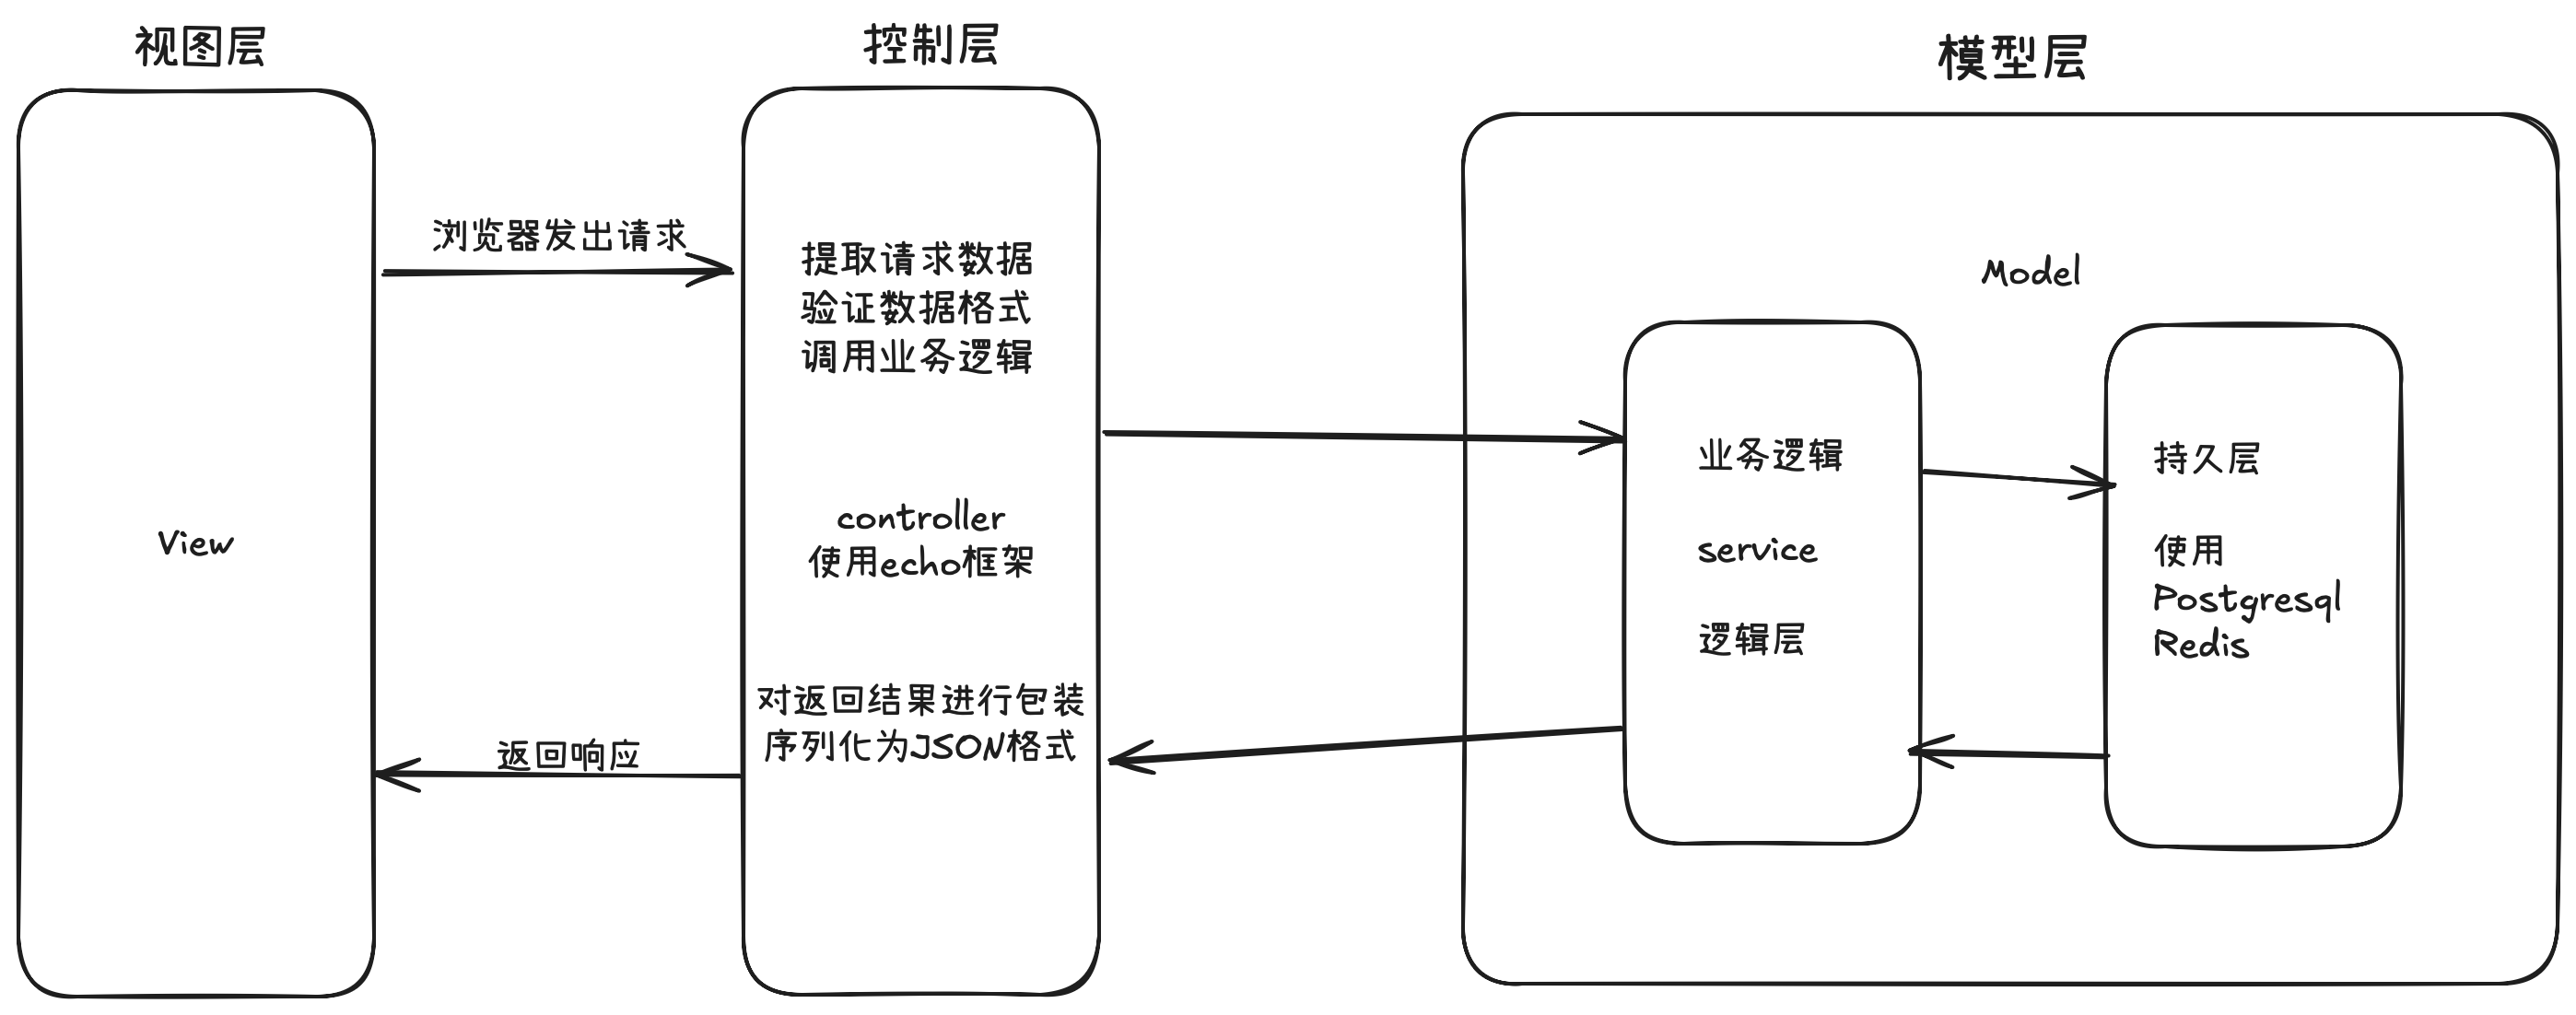 视图层
控制层
模型层
浏览器发出请求
提取请求数据
验证数据格式
调用业务逻辑
Model
业务逻辑
持久层
controller
使用echo框架
View
service
使用
Postgresql
Redis
逻辑层
对返回结果进行包装
序列化为JSON格式
返回响应